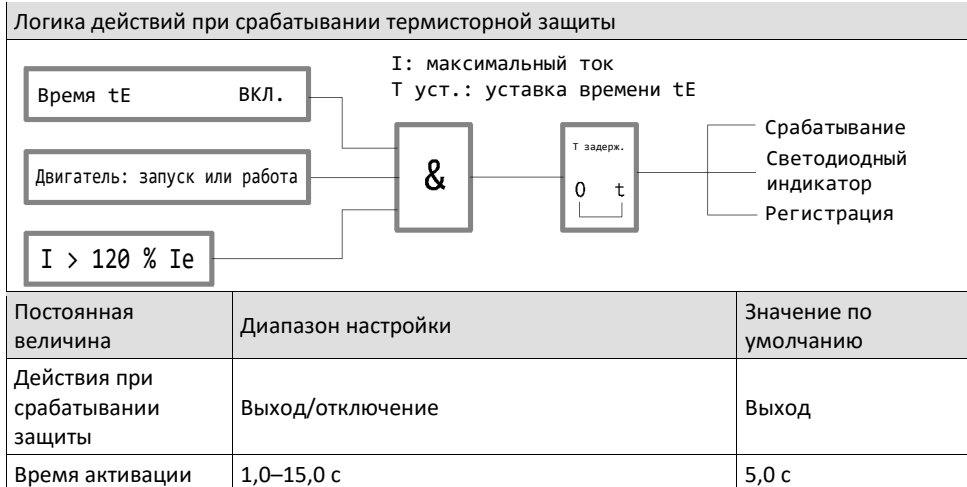 Логика действий при срабатывании термисторной защиты
I: максимальный ток
T уст.: уставка времени tE
Время tE ВКЛ.
Двигатель: запуск или работа
I > 120 % Ie
&
T задерж.
0 t
Срабатывание
Светодиодный
индикатор
Регистрация
Постоянная
величина
Диапазон настройки
Значение по
умолчанию
Действия при
срабатывании
защиты
Выход/отключение
Выход
Время активации
1,0–15,0 с
5,0 с